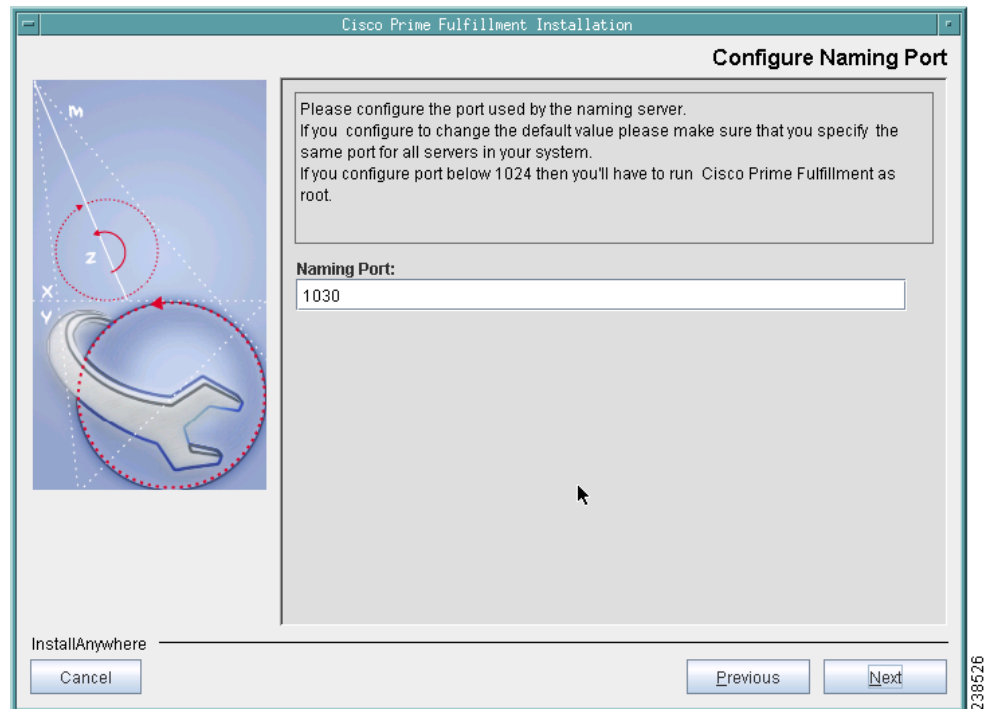 Cisco Prime Fulfillment Installation
Configure Naming Port
m
z
X
Y
Please configure the port used by the naming server.
If you configure to change the default value please make sure that you specify the
same port for all servers in your system.
If you configure port below 1024 then you'll have to run Cisco Prime Fulfillment as
root.
Naming Port:
1030
InstallAnywhere
Cancel
Previous
Next
238526